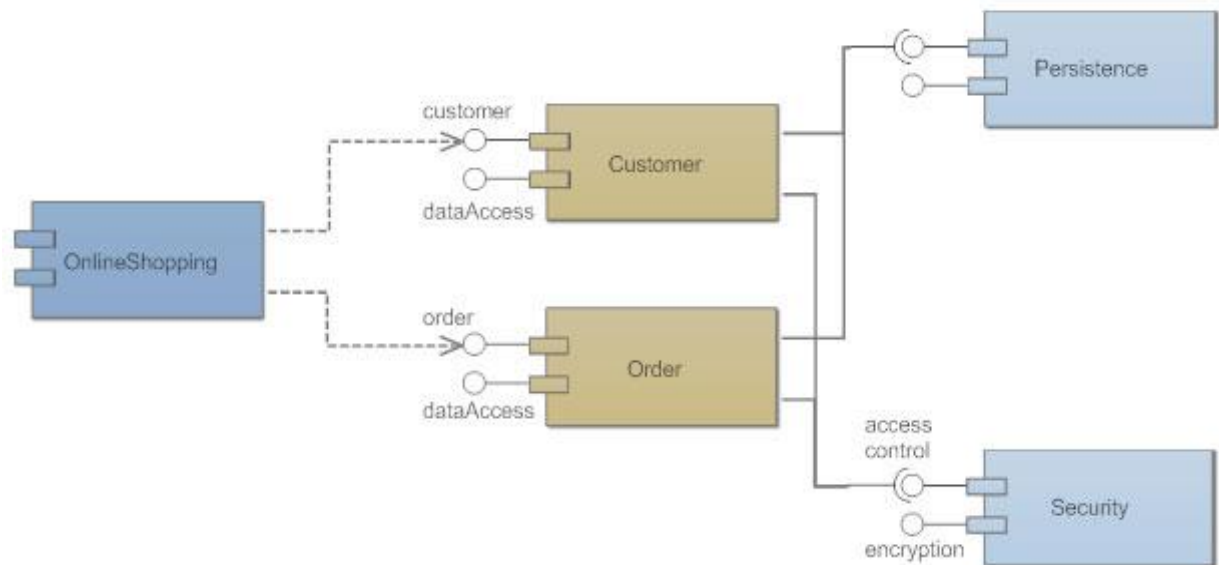 Persistence
customer
Customer
dataAccess
OnlineShopping
order
Order
dataAccess
access
control
Security
encryption